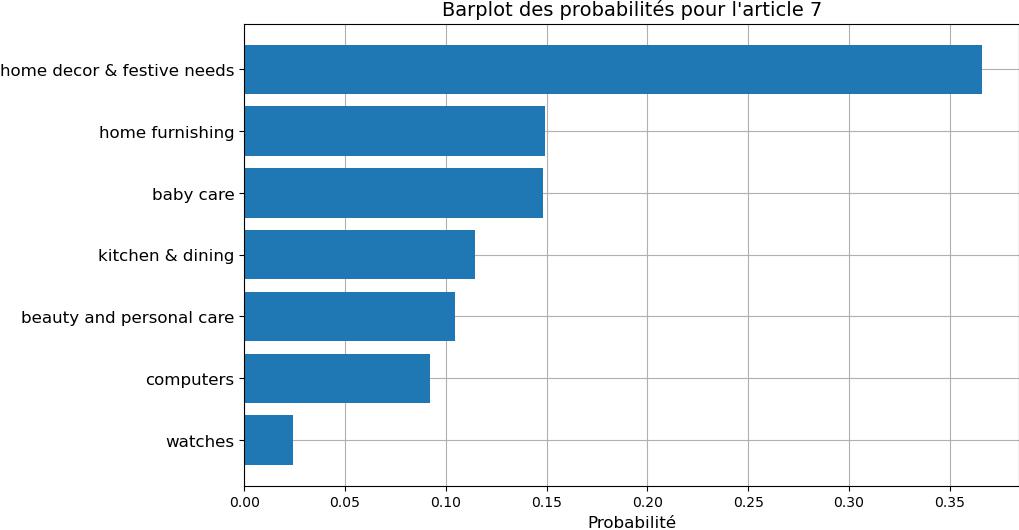 Barplot des probabilités pour l'article 7
home decor & festive needs
home furnishing
baby care
kitchen & dining
beauty and personal care
computers
watches
0.00 0.05 0.10 0.15 0.20 0.25 0.30 0.35
Probabilité